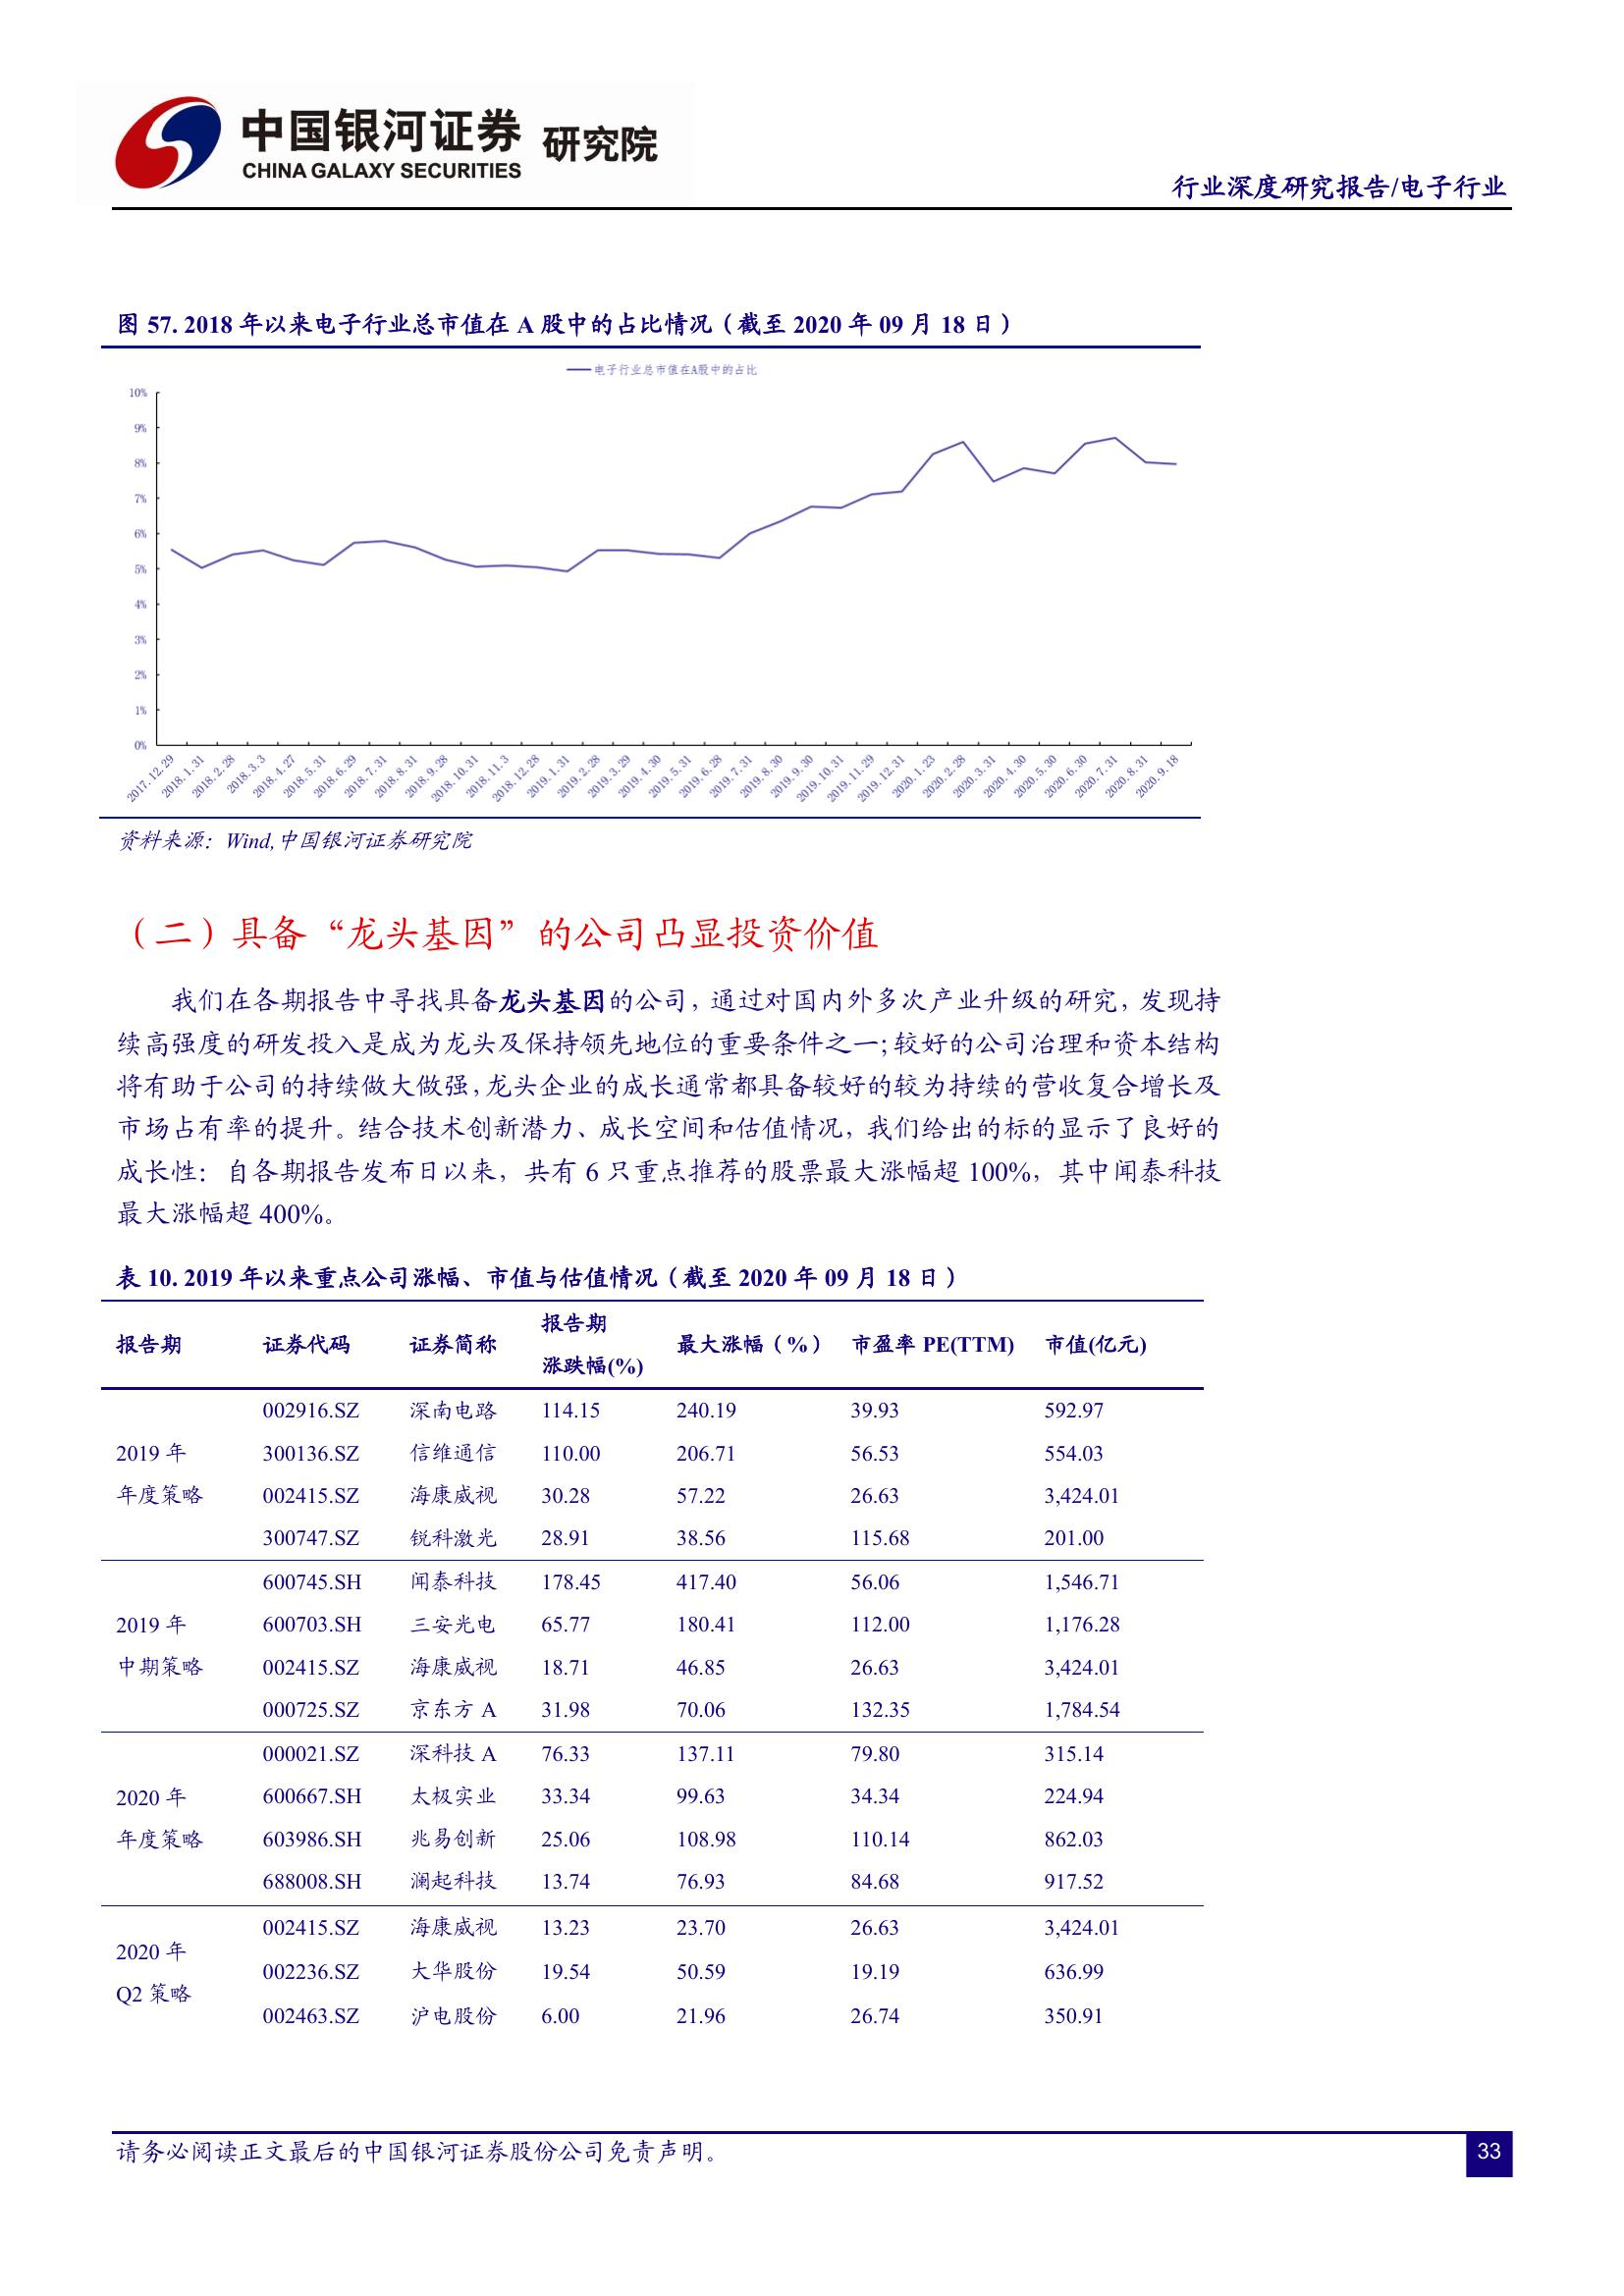 中国银河证券 研究院
CHINA GALAXY SECURITIES
行业深度研究报告/电子行业
图 57. 2018 年以来电子行业总市值在 A 股中的占比情况（截至 2020 年 09 月 18 日）
电子行业总市值在A股中的占比
10%
9%
8%
7%
6%
5%
4%
3%
2%
1%
0%
2017.12.29 2018.1.31 2018.2.28 2018.3.3 2018.4.27 2018.5.31 2018.6.29 2018.7.31 2018.8.31 2018.9.28 2018.10.31 2018.11.3 2018.12.28 2019.1.31 2019.2.28 2019.3.29 2019.4.30 2019.5.31 2019.6.28 2019.7.31 2019.8.30 2019.9.30 2019.10.31 2019.11.29 2019.12.31 2020.1.23 2020.2.28 2020.3.31 2020.4.30 2020.5.30 2020.6.30 2020.7.31 2020.8.31 2020.9.18
资料来源：Wind,中国银河证券研究院
（二）具备“龙头基因”的公司凸显投资价值
我们在各期报告中寻找具备龙头基因的公司，通过对国内外多次产业升级的研究，发现持
续高强度的研发投入是成为龙头及保持领先地位的重要条件之一；较好的公司治理和资本结构
将有助于公司的持续做大做强，龙头企业的成长通常都具备较好的较为持续的营收复合增长及
市场占有率的提升。结合技术创新潜力、成长空间和估值情况，我们给出的标的显示了良好的
成长性：自各期报告发布日以来，共有 6 只重点推荐的股票最大涨幅超 100%，其中闻泰科技
最大涨幅超 400%。
表 10. 2019 年以来重点公司涨幅、市值与估值情况（截至 2020 年 09 月 18 日）
报告期 证券代码 证券简称 报告期 最大涨幅（%） 市盈率 PE(TTM) 市值(亿元)
涨跌幅(%)
002916.SZ 深南电路 114.15 240.19 39.93 592.97
2019 年 300136.SZ 信维通信 110.00 206.71 56.53 554.03
年度策略 002415.SZ 海康威视 30.28 57.22 26.63 3,424.01
300747.SZ 锐科激光 28.91 38.56 115.68 201.00
600745.SH 闻泰科技 178.45 417.40 56.06 1,546.71
2019 年 600703.SH 三安光电 65.77 180.41 112.00 1,176.28
中期策略 002415.SZ 海康威视 18.71 46.85 26.63 3,424.01
000725.SZ 京东方 A 31.98 70.06 132.35 1,784.54
000021.SZ 深科技 A 76.33 137.11 79.80 315.14
2020 年 600667.SH 太极实业 33.34 99.63 34.34 224.94
年度策略 603986.SH 兆易创新 25.06 108.98 110.14 862.03
688008.SH 澜起科技 13.74 76.93 84.68 917.52
002415.SZ 海康威视 13.23 23.70 26.63 3,424.01
2020 年
002236.SZ 大华股份 19.54 50.59 19.19 636.99
Q2 策略
002463.SZ 沪电股份 6.00 21.96 26.74 350.91
请务必阅读正文最后的中国银河证券股份公司免责声明。
33